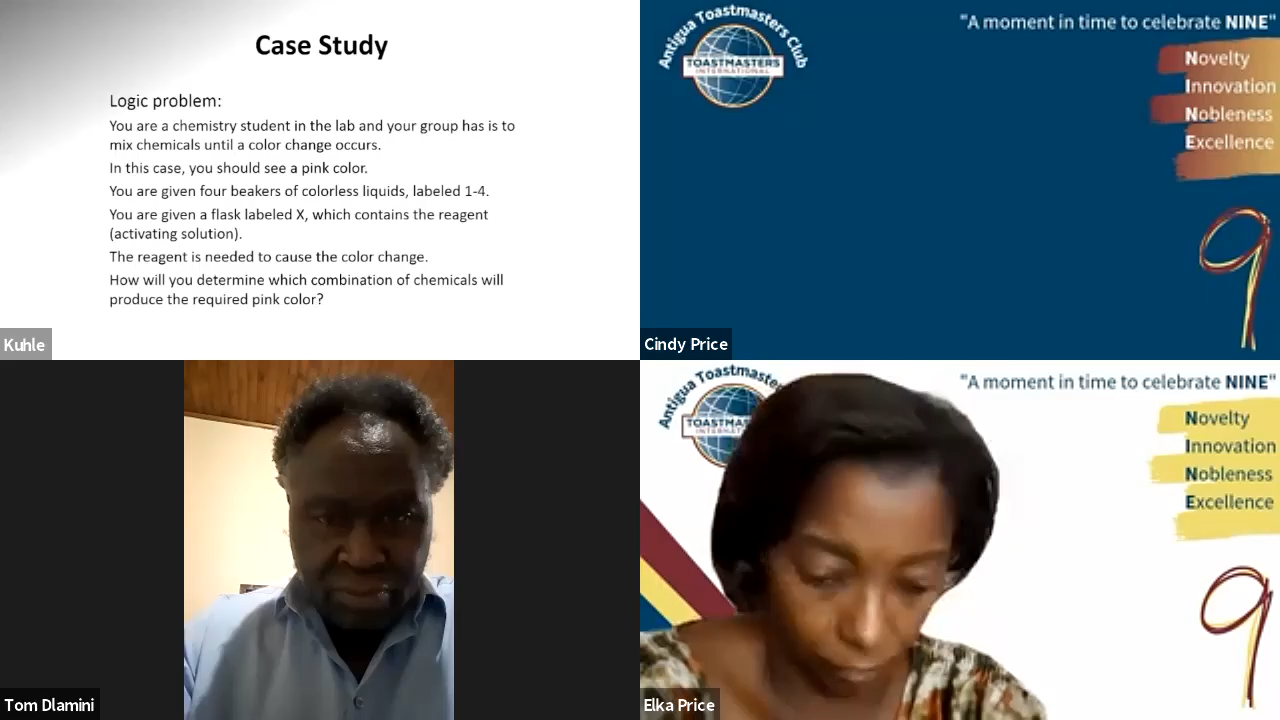 Case Study
Logic problem:
You are a chemistry student in the lab and your group has is to
mix chemicals until a color change occurs.
In this case, you should see a pink color.
You are given four beakers of colorless liquids, labeled 1-4.
You are given a flask labeled X, which contains the reagent
(activating solution).
The reagent is needed to cause the color change.
How will you determine which combination of chemicals will
produce the required pink color?
Kuhle
Antigua Toastmasters Club
TOASTMASTERS
INTERNATIONAL
"A moment in time to celebrate NINE"
Novelty
Innovation
Nobleness
Excellence
9
Cindy Price
Tom Dlamini
Antigua Toastmaste
TOASTMAS
INTERNAT
"A moment in time to celebrate NINE"
Novelty
Innovation
Nobleness
Excellence
9
Elka Price